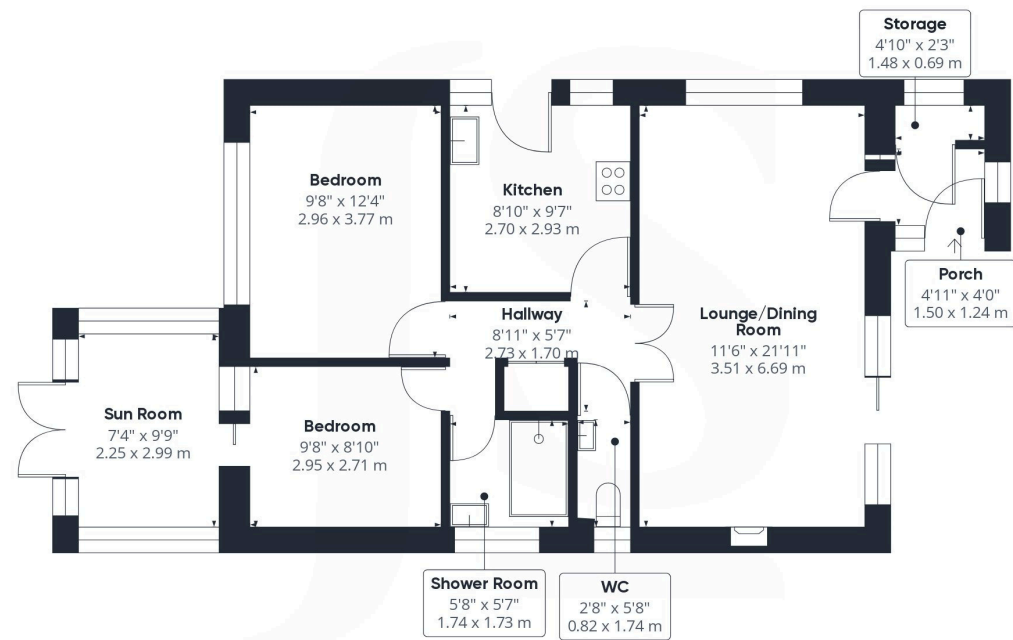 Storage
4'10" x 2'3"
1.48 x 0.69 m
Bedroom
9'8" x 12'4"
2.96 x 3.77 m
Kitchen
8'10" x 9'7"
2.70 x 2.93 m
Porch
4'11" x 4'0"
1.50 x 1.24 m
Hallway
8'11" x 5'7"
2.73 x 1.70 m
Lounge/Dining
Room
11'6" x 21'11"
3.51 x 6.69 m
Sun Room
7'4" x 9'9"
2.25 x 2.99 m
Bedroom
9'8" x 8'10"
2.95 x 2.71 m
Shower Room
5'8" x 5'7"
1.74 x 1.73 m
WC
2'8" x 5'8"
0.82 x 1.74 m